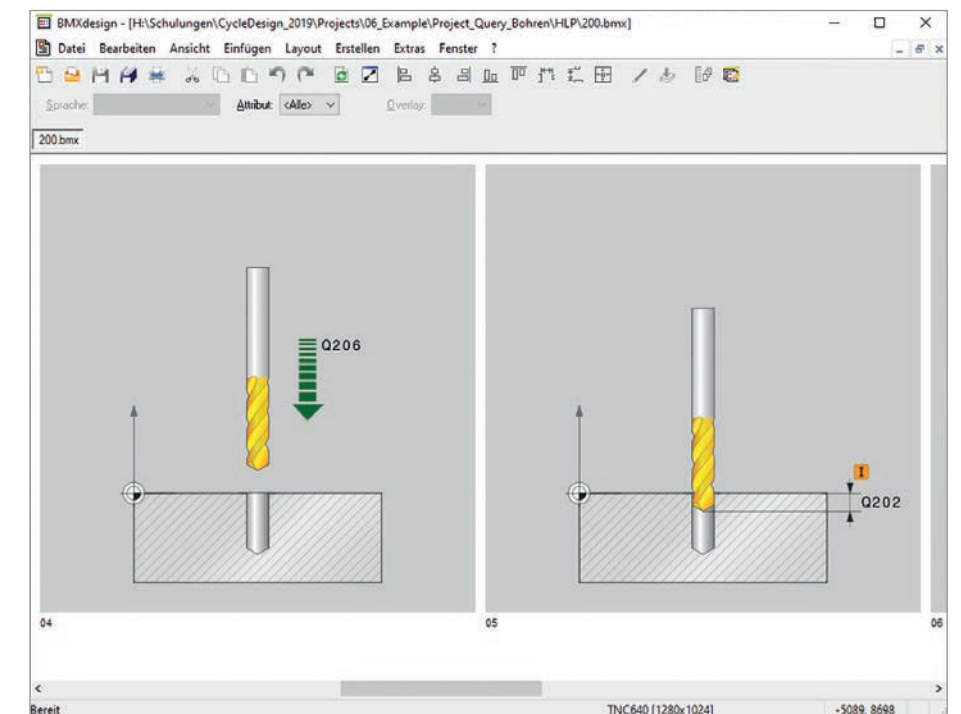 BMXdesign - [H:\Schulungen\CycleDesign_2019\Projects\06_Example\Project_Query_Bohren\HLP\200.bmx]
Datei Bearbeiten Ansicht Einfügen Layout Erstellen Extras Fenster ?
Sprache: Attribut: <Alle> Overlay:
200.bmx
Q206
I
Q202
04 05 06
Bereit TNC640 [1280x1024] -5089; 8698